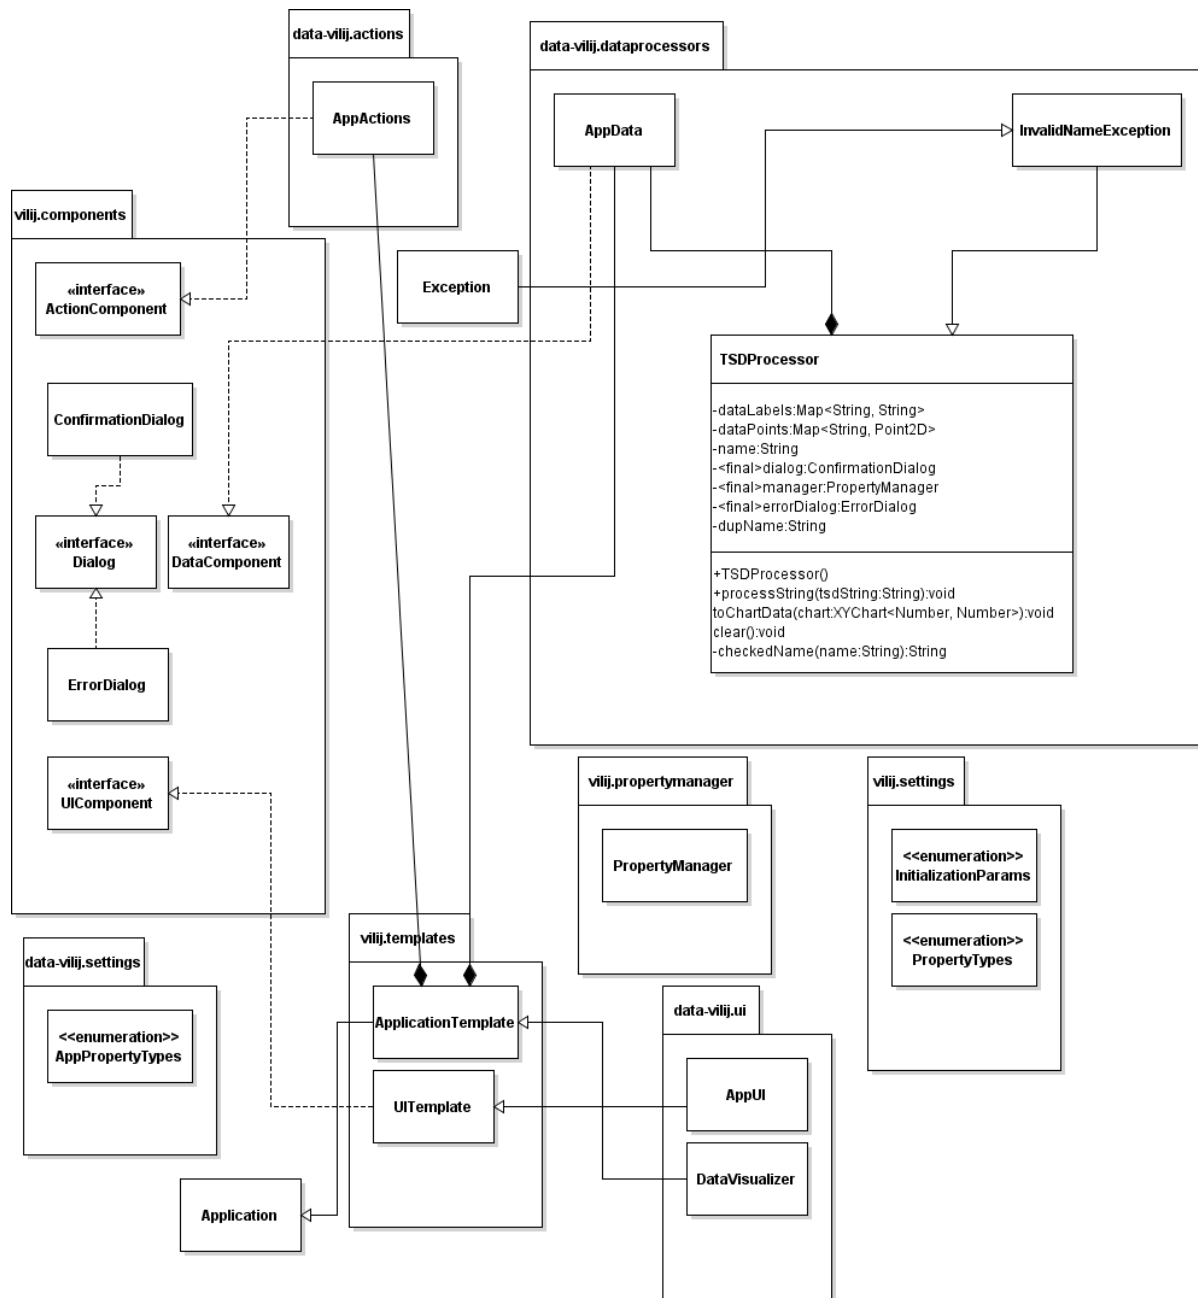 data-vilij.actions
AppActions
data-vilij.dataprocessors
AppData
InvalidNameException
Exception
TSDProcessor
-dataLabels:Map<String, String>
-dataPoints:Map<String, Point2D>
-name:String
-<final>dialog:ConfirmationDialog
-<final>manager:PropertyManager
-<final>errorDialog:ErrorDialog
-dupName:String
+TSDProcessor()
+processString(tsdString:String):void
toChartData(chart:XYChart<Number, Number>):void
clear():void
-checkedName(name:String):String
vilij.components
«interface»
ActionComponent
ConfirmationDialog
«interface»
Dialog
«interface»
DataComponent
ErrorDialog
«interface»
UIComponent
vilij.propertymanager
PropertyManager
vilij.settings
<<enumeration>>
InitializationParams
<<enumeration>>
PropertyTypes
data-vilij.settings
<<enumeration>>
AppPropertyTypes
vilij.templates
ApplicationTemplate
UITemplate
data-vilij.ui
AppUI
DataVisualizer
Application